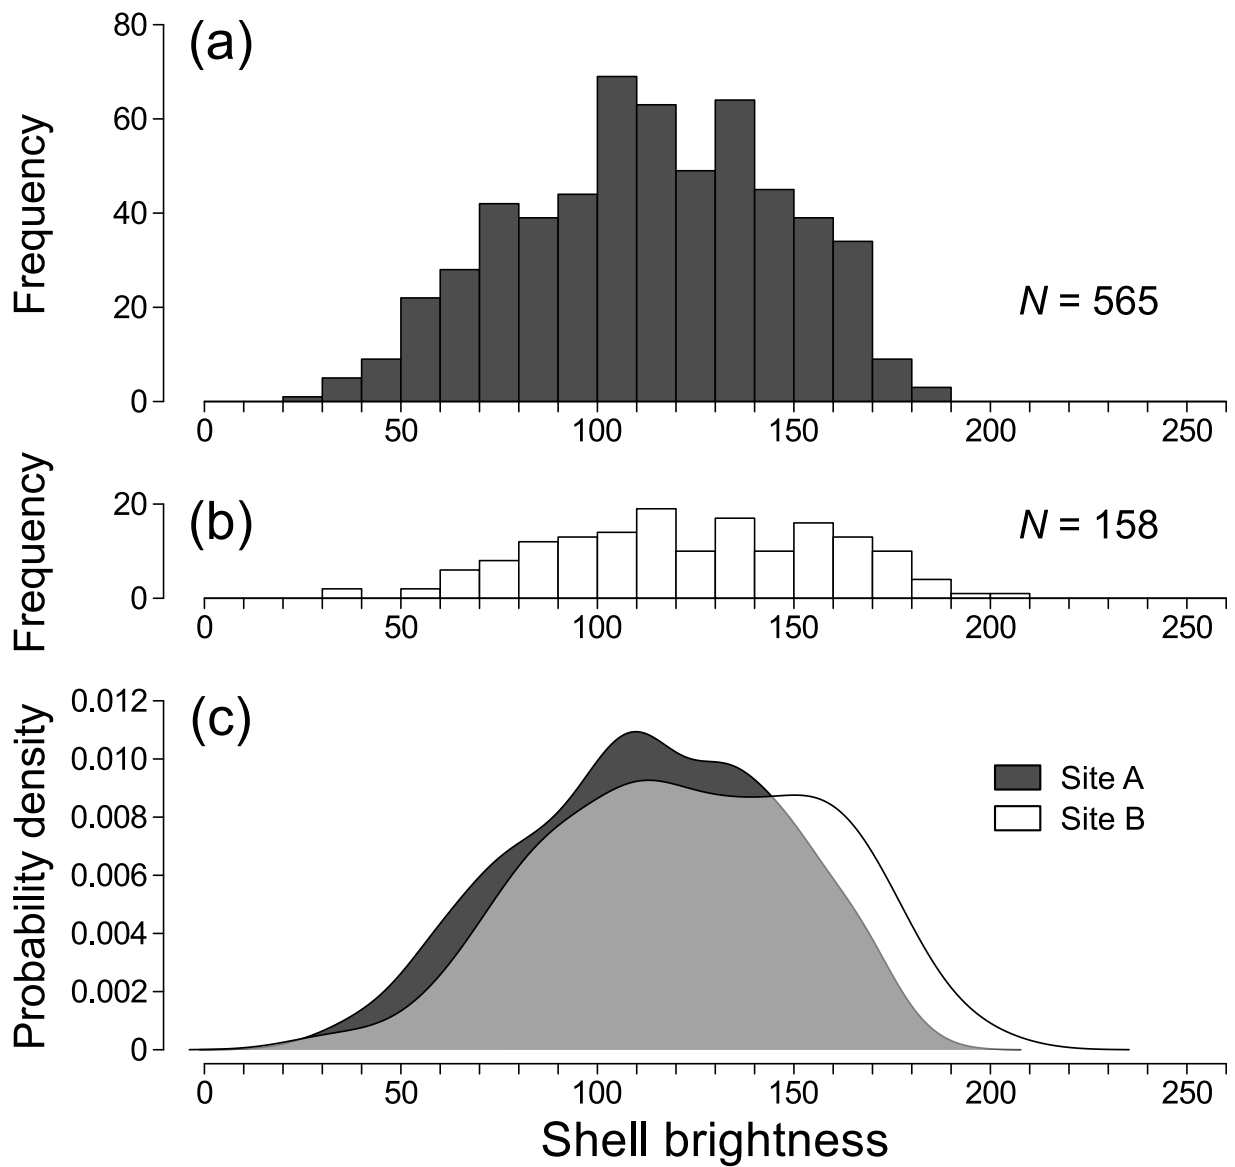 (a)
Frequency
80
60
40
20
0
N = 565
0 50 100 150 200 250
(b)
Frequency
20
0
N = 158
0 50 100 150 200 250
(c)
Probability density
0.012
0.010
0.008
0.006
0.004
0.002
0
Site A
Site B
0 50 100 150 200 250
Shell brightness